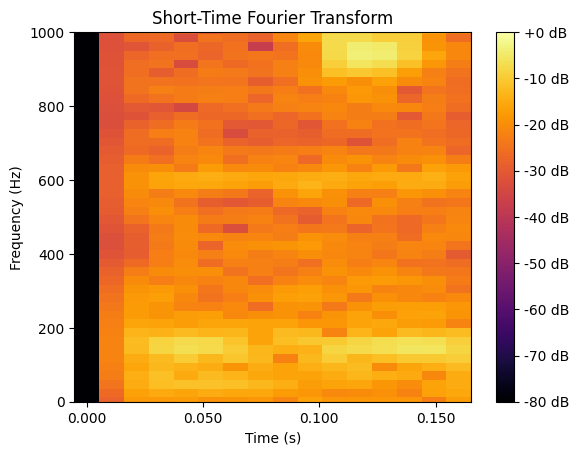 Short-Time Fourier Transform
1000
800
600
400
200
0
Frequency (Hz)
0.000
0.050
0.100
0.150
Time (s)
+0 dB
-10 dB
-20 dB
-30 dB
-40 dB
-50 dB
-60 dB
-70 dB
-80 dB